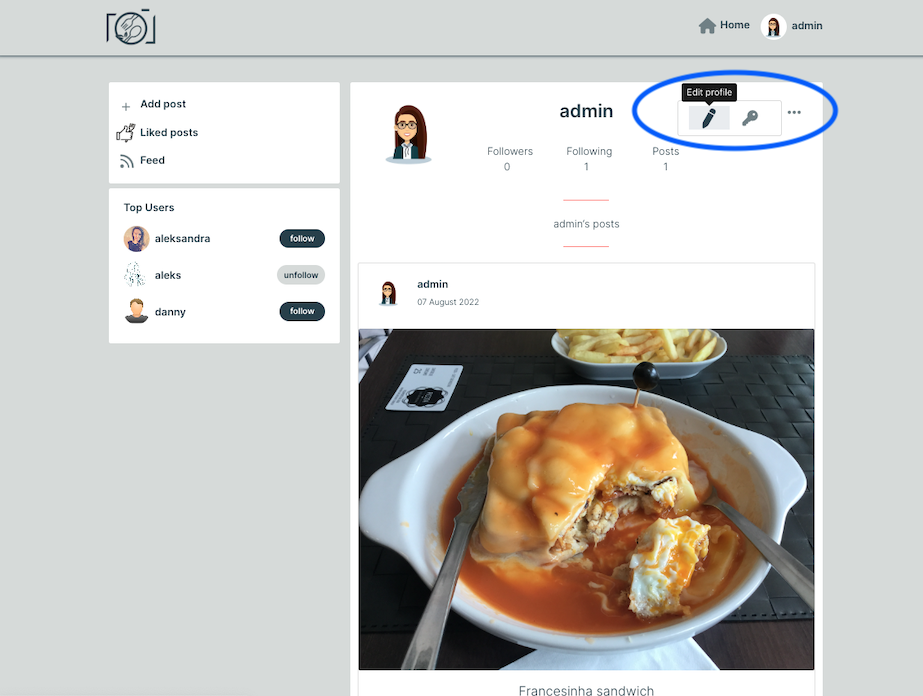 Home
admin
Add post
Liked posts
Feed
Top Users
aleksandra
follow
aleks
unfollow
danny
follow
Edit profile
admin
Followers
Following
Posts
0
1
1
admin's posts
admin
07 August 2022
Francesinha sandwich